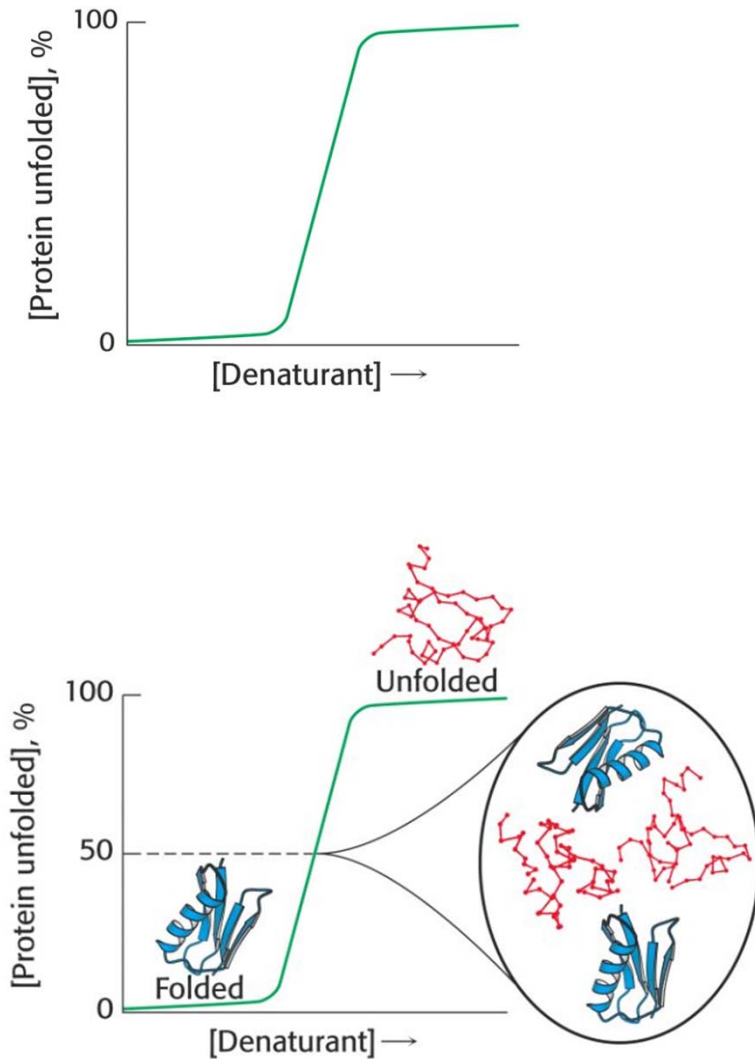 100
[Protein unfolded], %
0
[Denaturant] →
Unfolded
100
[Protein unfolded], %
50
Folded
0
[Denaturant] →